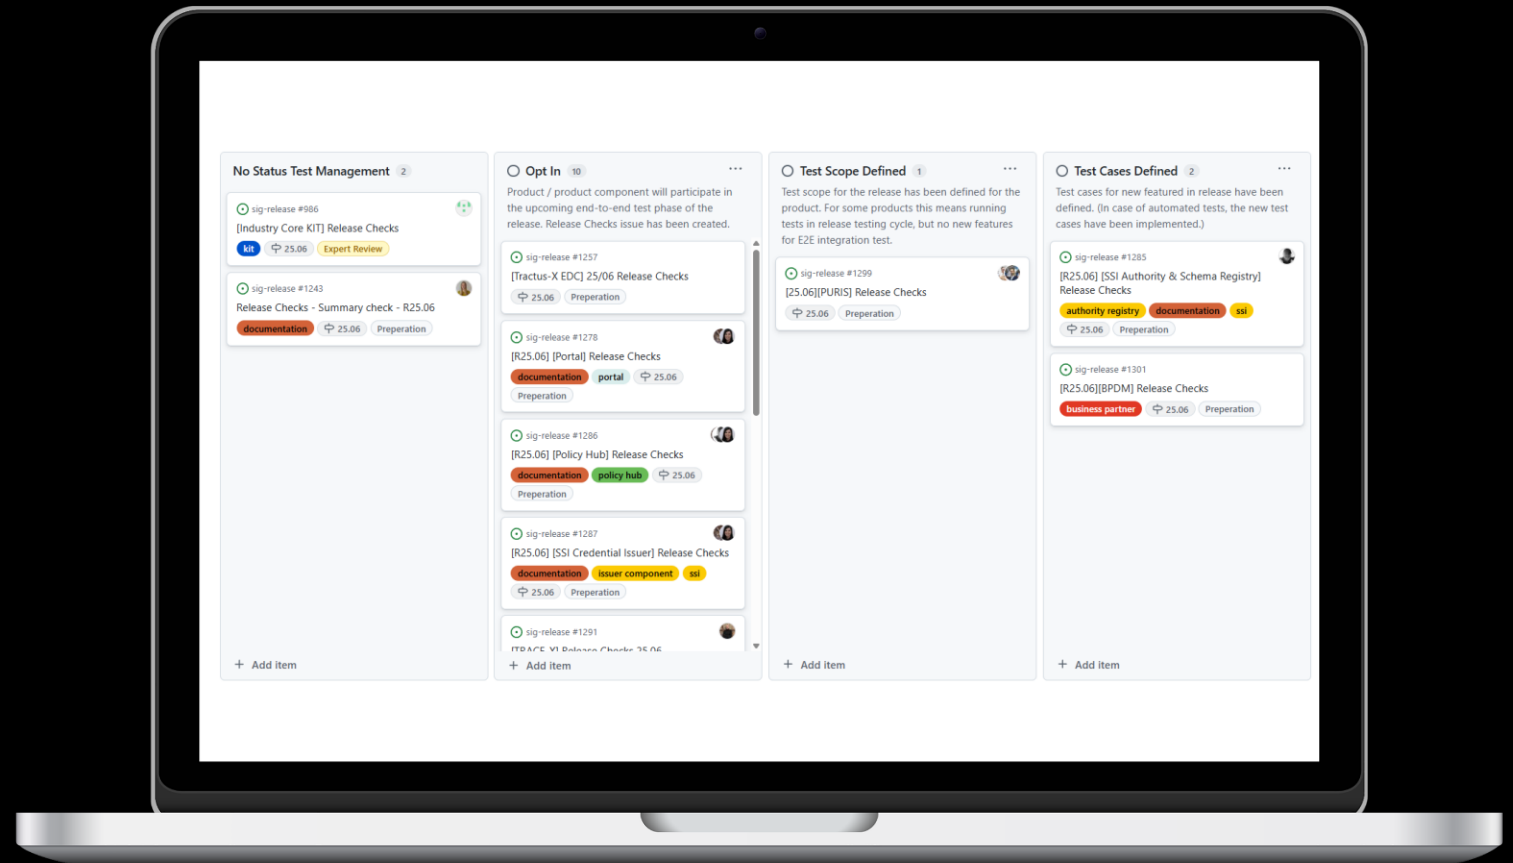 No Status Test Management 2
sig-release #986
[Industry Core KIT] Release Checks
kit 25.06 Expert Review
sig-release #1243
Release Checks - Summary check - R25.06
documentation 25.06 Preperation
+ Add item
Opt In 10 ...
Product / product component will participate in
the upcoming end-to-end test phase of the
release. Release Checks issue has been created.
sig-release #1257
[Tractus-X EDC] 25/06 Release Checks
25.06 Preperation
sig-release #1278
[R25.06] [Portal] Release Checks
documentation portal 25.06
Preperation
sig-release #1286
[R25.06] [Policy Hub] Release Checks
documentation policy hub 25.06
Preperation
sig-release #1287
[R25.06] [SSI Credential Issuer] Release Checks
documentation issuer component ssi
25.06 Preperation
sig-release #1291
[TRACE-X] Release Checks 25.06
+ Add item
Test Scope Defined 1 ...
Test scope for the release has been defined for the
product. For some products this means running
tests in release testing cycle, but no new features
for E2E integration test.
sig-release #1299
[25.06][PURIS] Release Checks
25.06 Preperation
+ Add item
Test Cases Defined 2 ...
Test cases for new featured in release have been
defined. (In case of automated tests, the new test
cases have been implemented.)
sig-release #1285
[R25.06] [SSI Authority & Schema Registry]
Release Checks
authority registry documentation ssi
25.06 Preperation
sig-release #1301
[R25.06][BPDM] Release Checks
business partner 25.06 Preperation
+ Add item